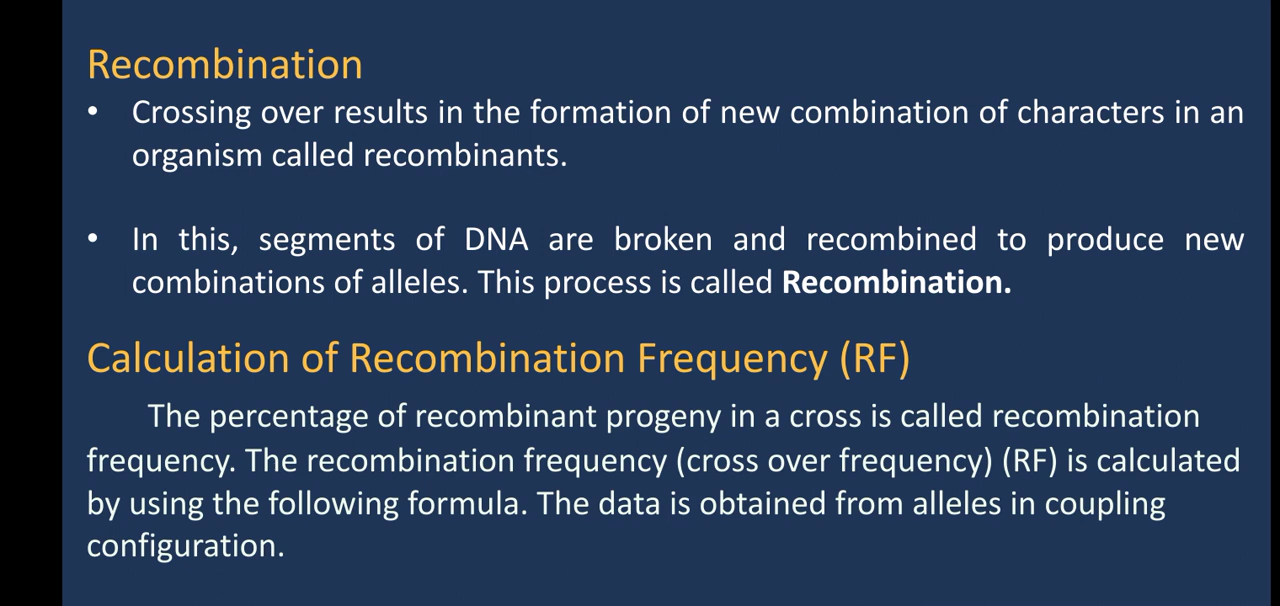 Recombination
• Crossing over results in the formation of new combination of characters in an
organism called recombinants.
• In this, segments of DNA are broken and recombined to produce new
combinations of alleles. This process is called Recombination.
Calculation of Recombination Frequency (RF)
The percentage of recombinant progeny in a cross is called recombination
frequency. The recombination frequency (cross over frequency) (RF) is calculated
by using the following formula. The data is obtained from alleles in coupling
configuration.